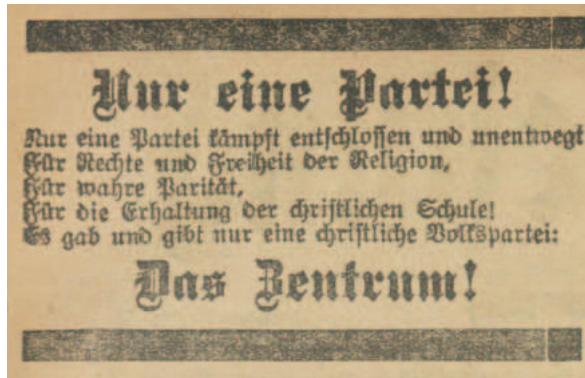 Nur eine Partei!
Nur eine Partei kämpft entschlossen und unentwegt
Für Rechte und Freiheit der Religion,
Für wahre Parität,
Für die Erhaltung der christlichen Schule!
Es gab und gibt nur eine christliche Volkspartei:
Das Zentrum!